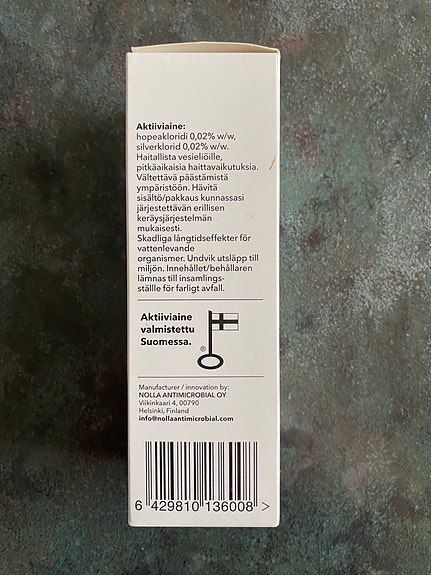 Aktiiviaine:
hopeakloridi 0,02% w/w,
silverklorid 0,02% w/w.
Haitallista vesieliöille,
pitkäaikaisia haittavaikutuksia.
Vältettävä päästämistä
ympäristöön. Hävitä
sisältö/pakkaus kunnassasi
järjestettävän erillisen
keräysjärjestelmän
mukaisesti.
Skadliga långtidseffekter för
vattenlevande
organismer. Undvik utsläpp till
miljön. Innehållet/behållaren
lämnas till insamlings-
ställe för farligt avfall.
Aktiiviaine
valmistettu
Suomessa.
®
Manufacturer / innovation by:
NOLLA ANTIMICROBIAL OY
Viikinkaari 4, 00790
Helsinki, Finland
info@nollaantimicrobial.com
6 429810 136008 >